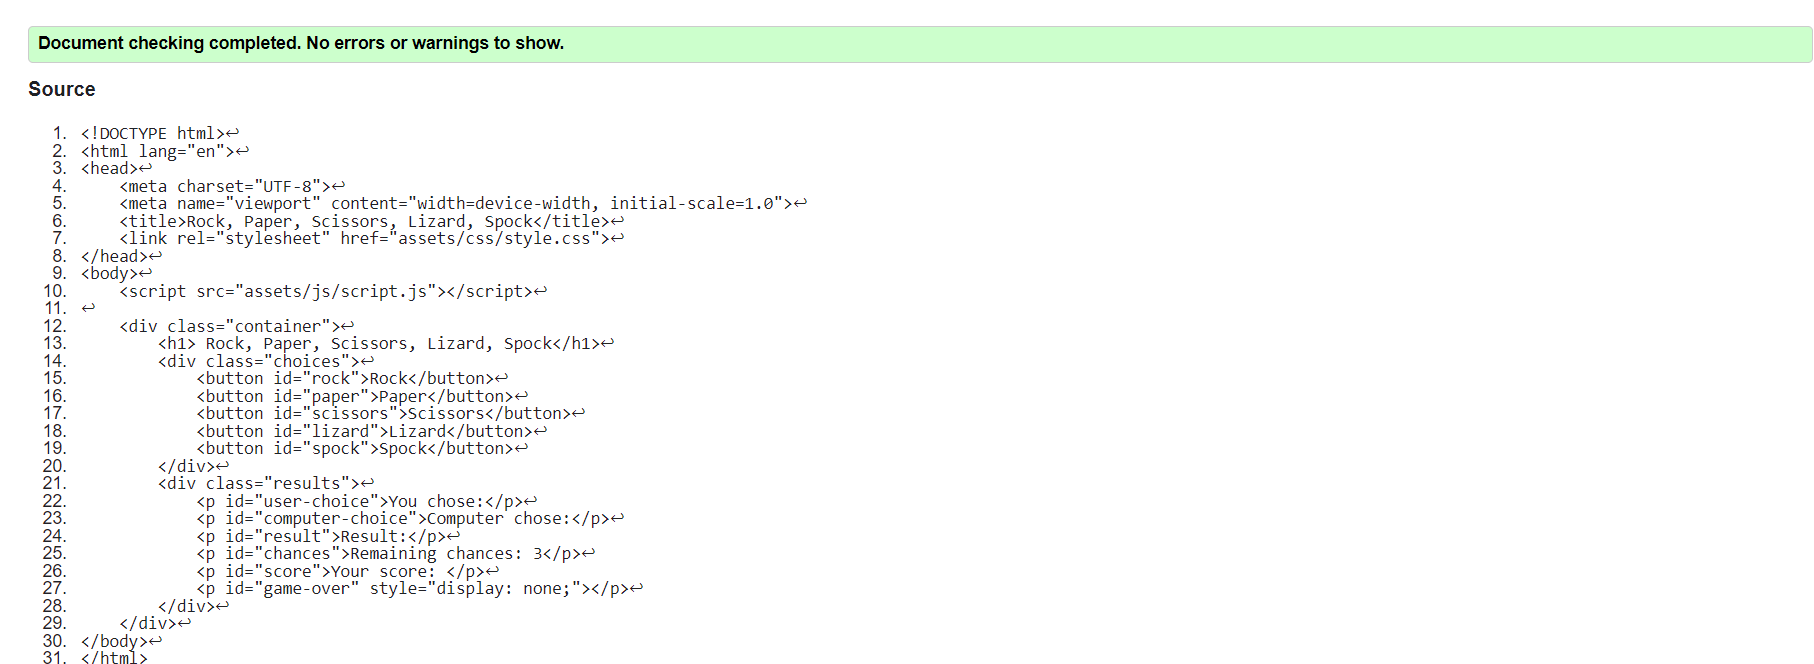 Document checking completed. No errors or warnings to show.
Source
1. <!DOCTYPE html>↩
2. <html lang="en">↩
3. <head>↩
4.     <meta charset="UTF-8">↩
5.     <meta name="viewport" content="width=device-width, initial-scale=1.0">↩
6.     <title>Rock, Paper, Scissors, Lizard, Spock</title>↩
7.     <link rel="stylesheet" href="assets/css/style.css">↩
8. </head>↩
9. <body>↩
10.     <script src="assets/js/script.js"></script>↩
11. ↩
12.     <div class="container">↩
13.         <h1> Rock, Paper, Scissors, Lizard, Spock</h1>↩
14.         <div class="choices">↩
15.             <button id="rock">Rock</button>↩
16.             <button id="paper">Paper</button>↩
17.             <button id="scissors">Scissors</button>↩
18.             <button id="lizard">Lizard</button>↩
19.             <button id="spock">Spock</button>↩
20.         </div>↩
21.         <div class="results">↩
22.             <p id="user-choice">You chose:</p>↩
23.             <p id="computer-choice">Computer chose:</p>↩
24.             <p id="result">Result:</p>↩
25.             <p id="chances">Remaining chances: 3</p>↩
26.             <p id="score">Your score: </p>↩
27.             <p id="game-over" style="display: none;"></p>↩
28.         </div>↩
29.     </div>↩
30. </body>↩
31. </html>